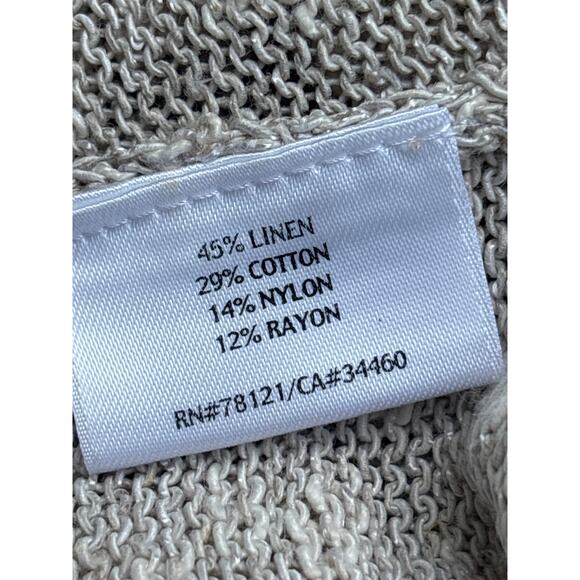 45% LINEN
29% COTTON
14% NYLON
12% RAYON
RN#78121/CA#34460